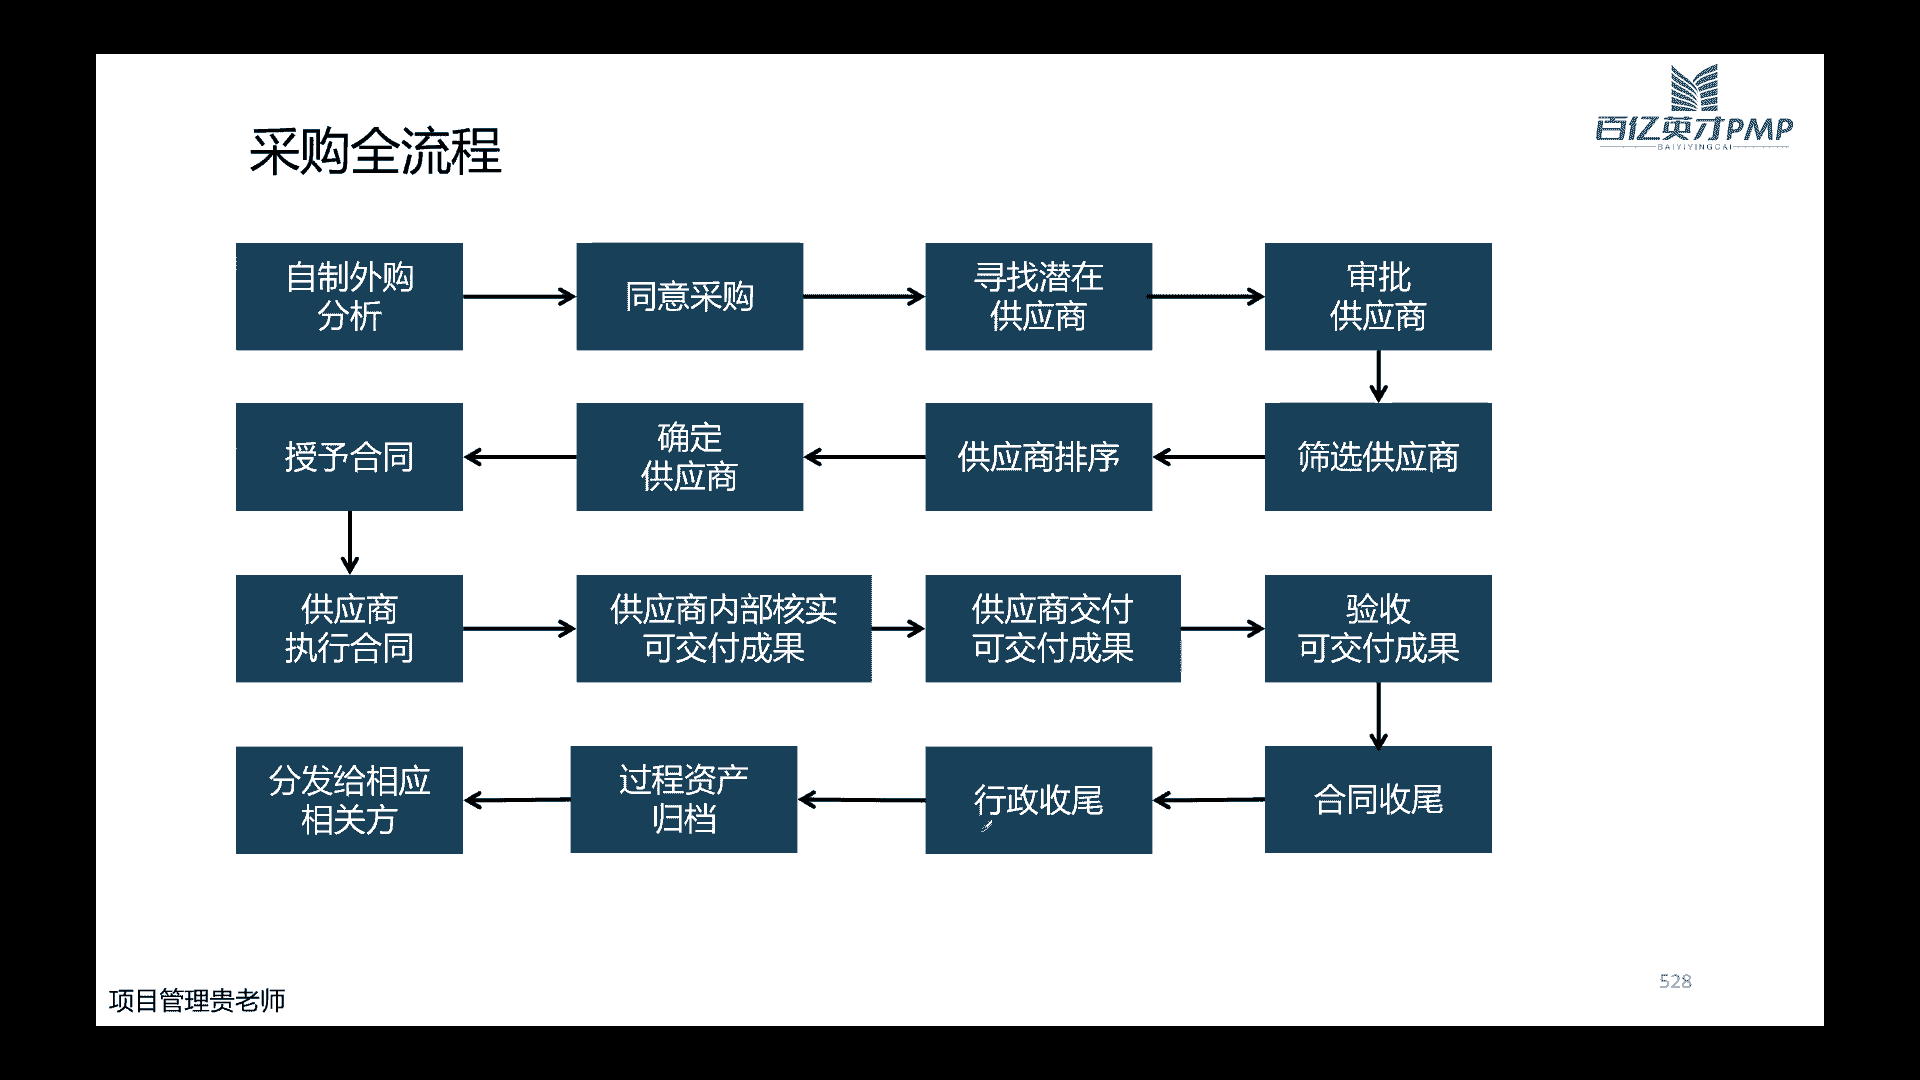 百亿英才PMP
BAIYIYINGCAI
采购全流程
自制外购
分析
同意采购
寻找潜在
供应商
审批
供应商
授予合同
确定
供应商
供应商排序
筛选供应商
供应商
执行合同
供应商内部核实
可交付成果
供应商交付
可交付成果
验收
可交付成果
分发给相应
相关方
过程资产
归档
行政收尾
合同收尾
528
项目管理贵老师